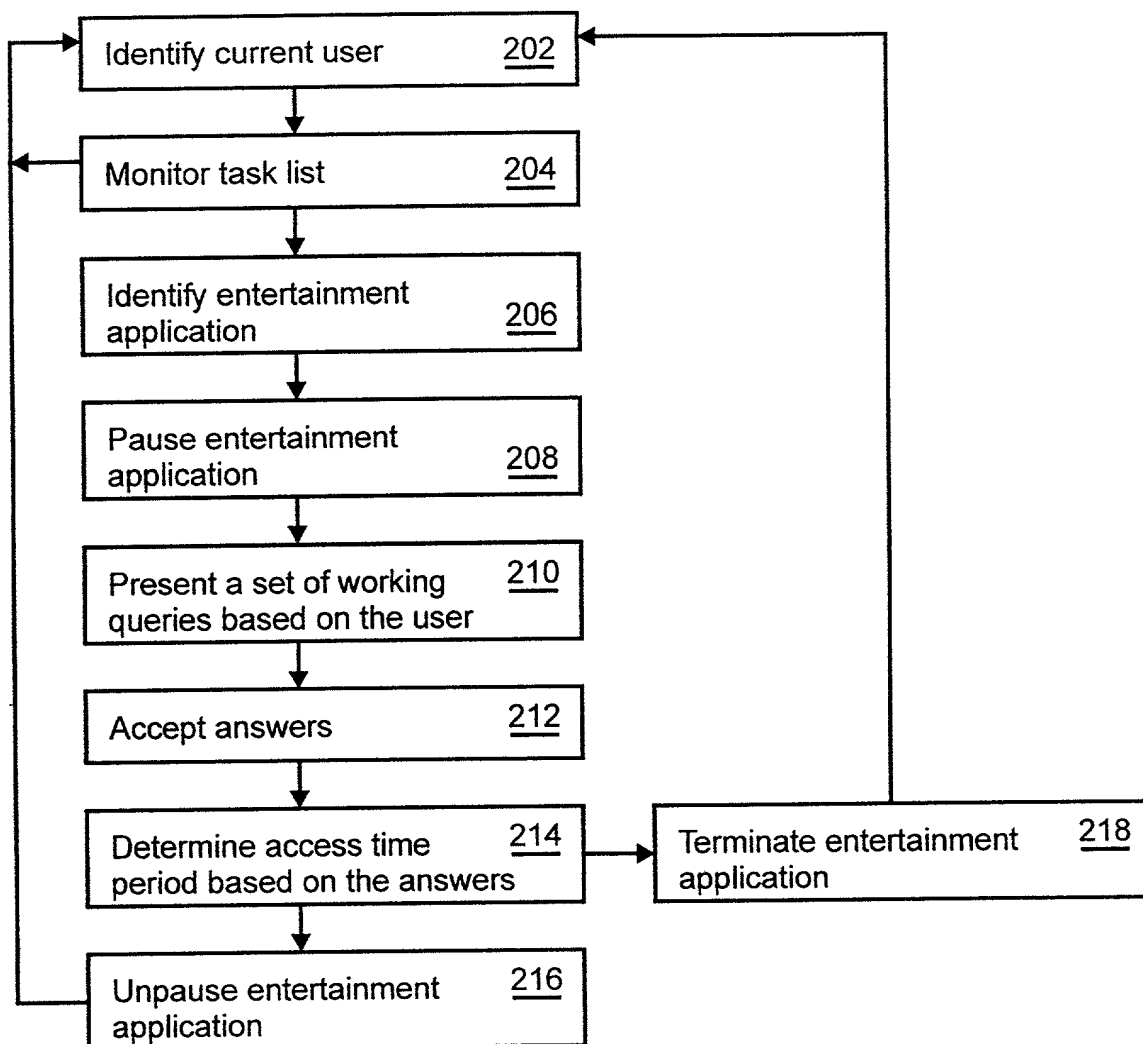 Identify current user 202
Monitor task list 204
Identify entertainment
application 206
Pause entertainment
application 208
Present a set of working 210
queries based on the user
Accept answers 212
Determine access time 214
period based on the answers
Terminate entertainment 218
application
Unpause entertainment 216
application